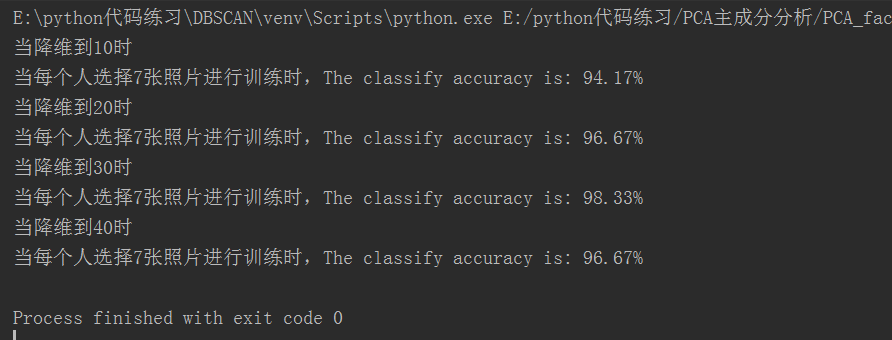 E:\python代码练习\DBSCAN\venv\Scripts\python.exe E:/python代码练习/PCA主成分分析/PCA_fac
当降维到10时
当每个人选择7张照片进行训练时，The classify accuracy is: 94.17%
当降维到20时
当每个人选择7张照片进行训练时，The classify accuracy is: 96.67%
当降维到30时
当每个人选择7张照片进行训练时，The classify accuracy is: 98.33%
当降维到40时
当每个人选择7张照片进行训练时，The classify accuracy is: 96.67%
Process finished with exit code 0